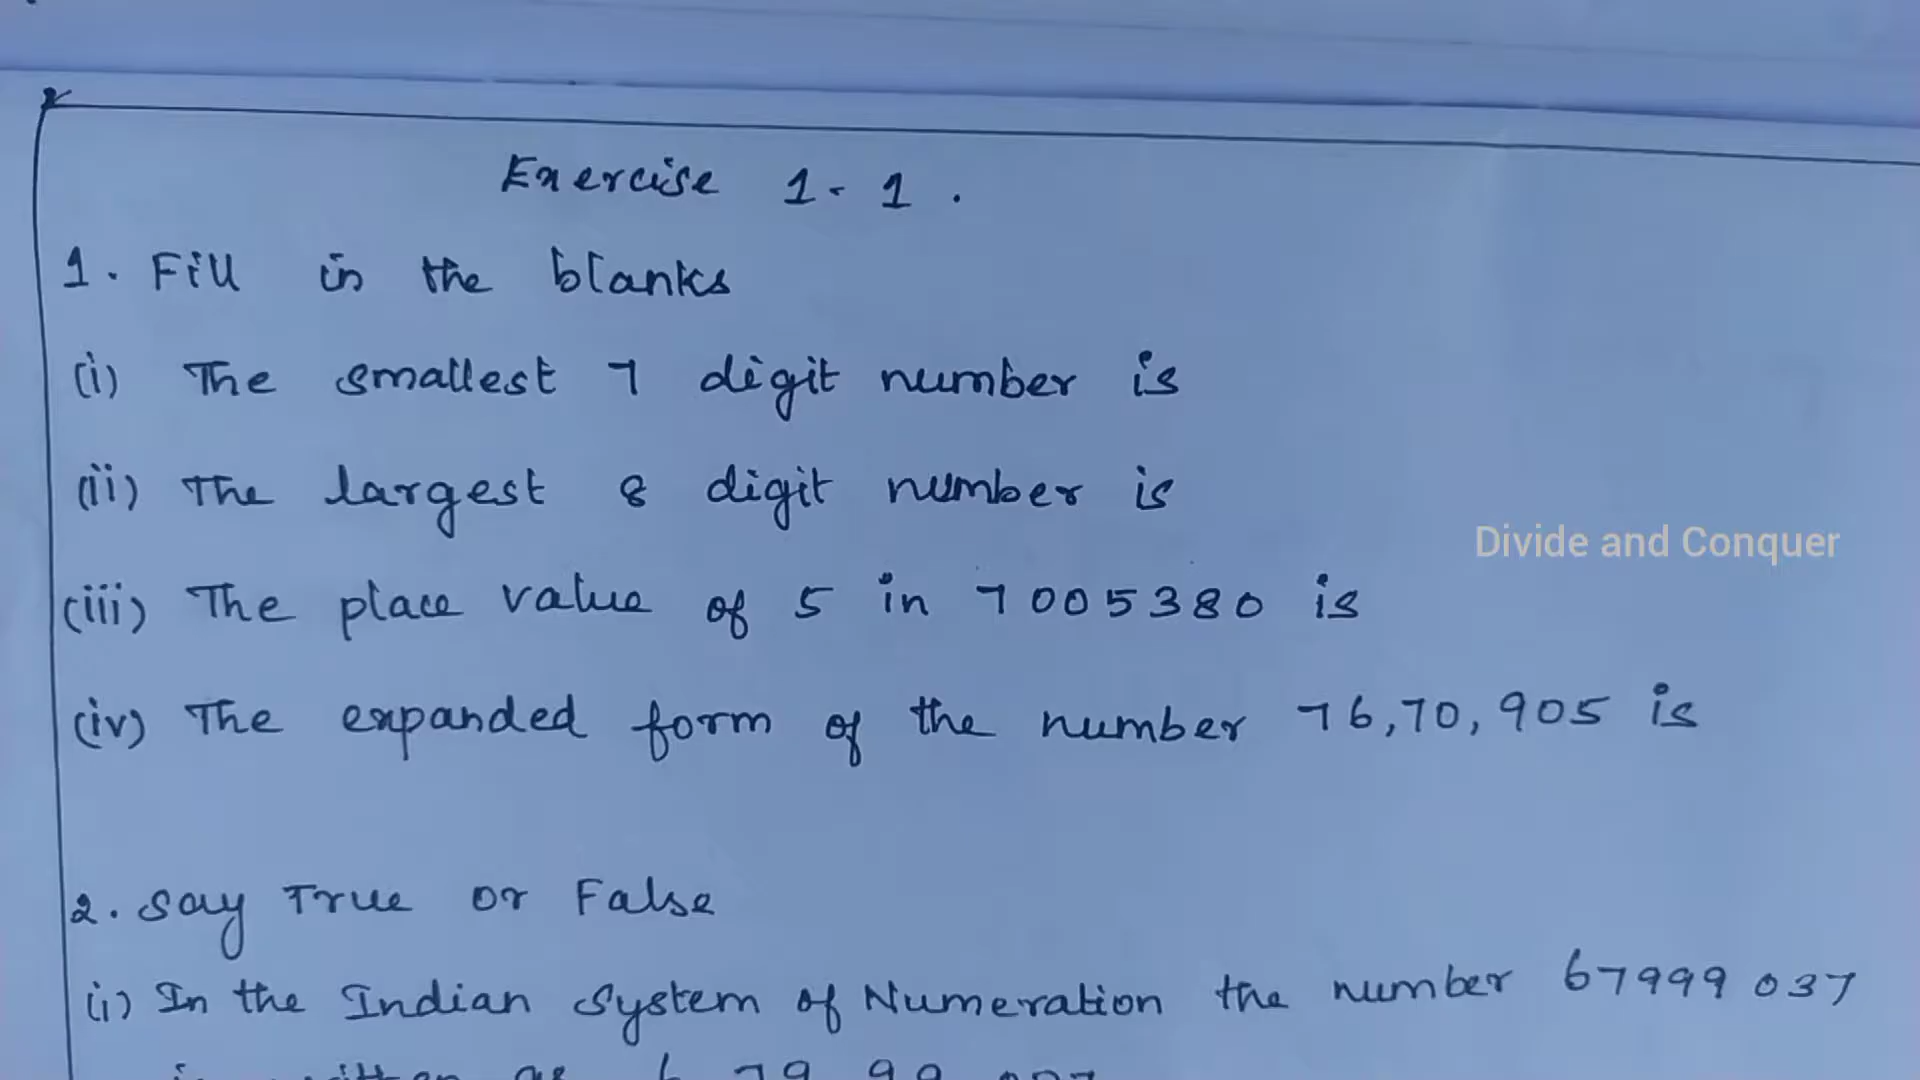 Exercise 1-1.
1. Fill in the blanks
(i) The smallest 7 digit number is
(ii) The largest 8 digit number is
Divide and Conquer
(iii) The place value of 5 in 7005380 is
(iv) The expanded form of the number 76,70,905 is
2. Say True or False
(i) In the Indian System of Numeration the number 67999037